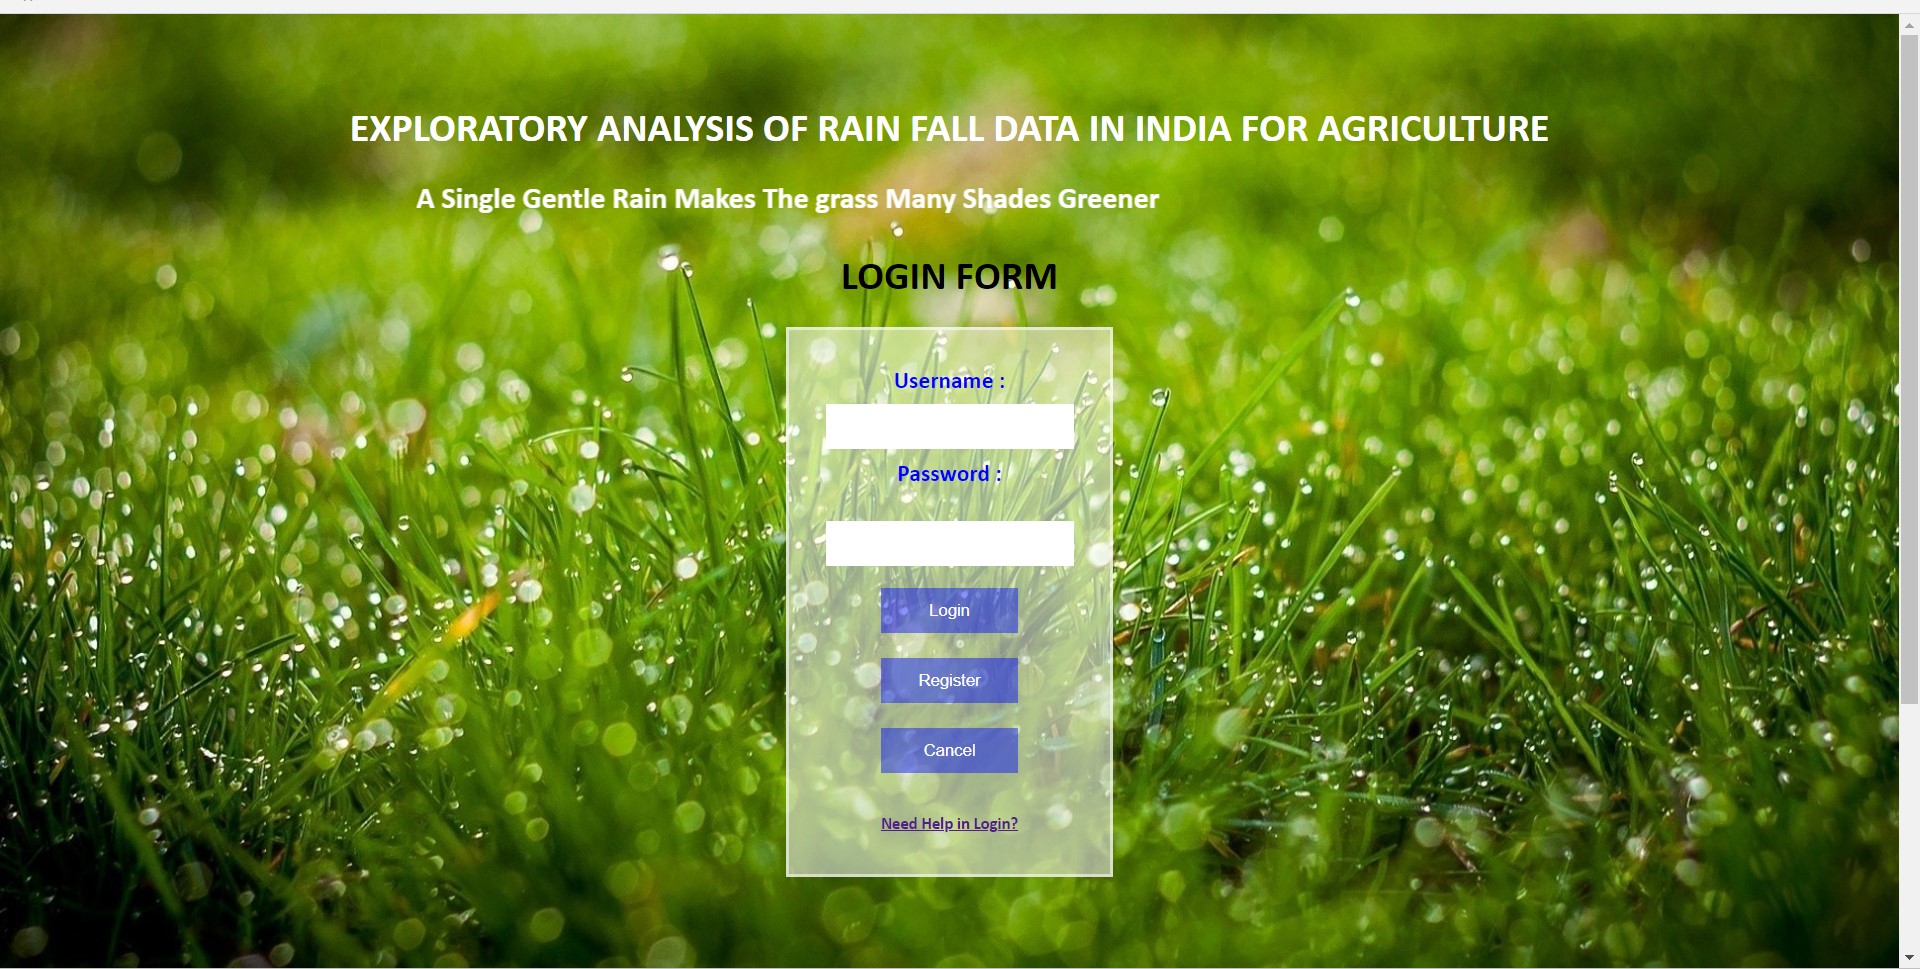 EXPLORATORY ANALYSIS OF RAIN FALL DATA IN INDIA FOR AGRICULTURE
A Single Gentle Rain Makes The grass Many Shades Greener
LOGIN FORM
Username :
Password :
Login
Register
Cancel
Need Help in Login?